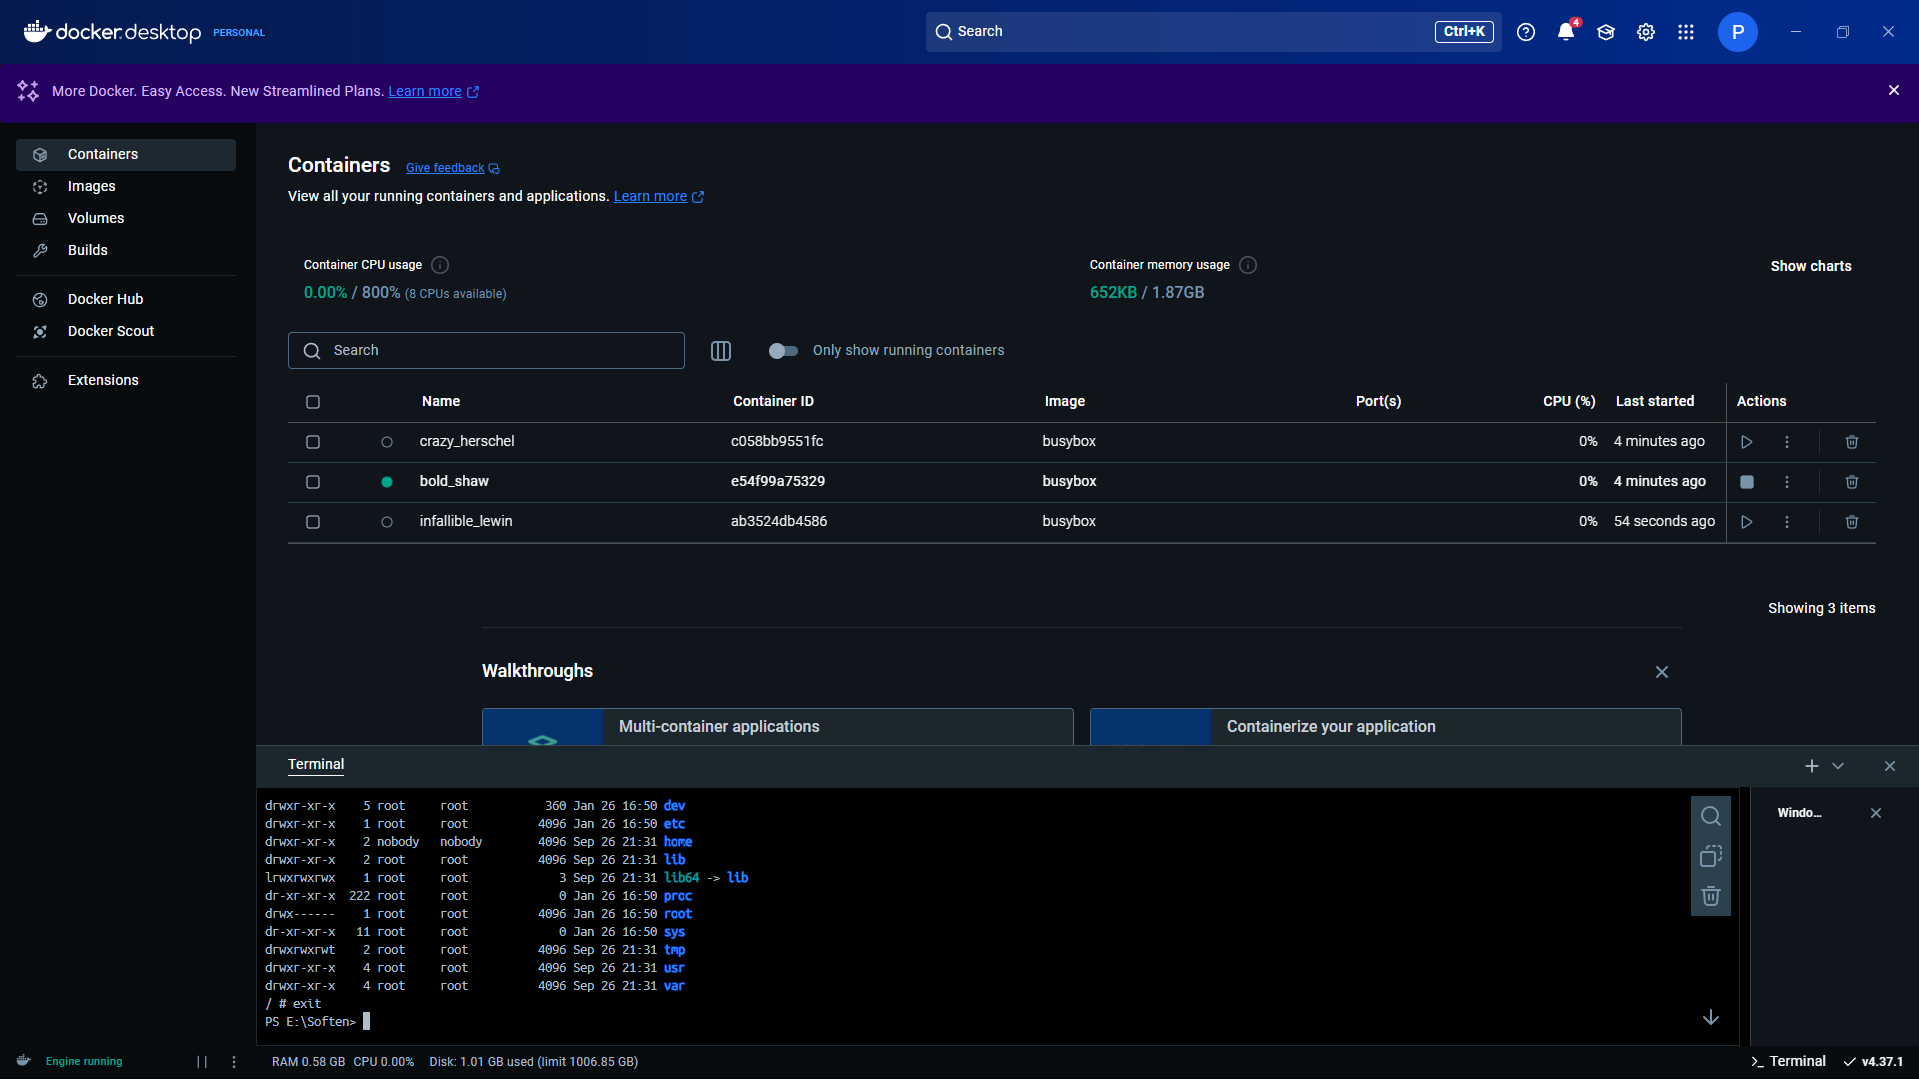 docker.desktop PERSONAL
Search Ctrl+K
4
P
More Docker. Easy Access. New Streamlined Plans. Learn more
Containers
Images
Volumes
Builds
Docker Hub
Docker Scout
Extensions
Containers Give feedback
View all your running containers and applications. Learn more
Container CPU usage
0.00% / 800% (8 CPUs available)
Container memory usage
652KB / 1.87GB
Show charts
Search
Only show running containers
Name Container ID Image Port(s) CPU (%) Last started Actions
crazy_herschel c058bb9551fc busybox 0% 4 minutes ago
bold_shaw e54f99a75329 busybox 0% 4 minutes ago
infallible_lewin ab3524db4586 busybox 0% 54 seconds ago
Showing 3 items
Walkthroughs
Multi-container applications
Containerize your application
Terminal
drwxr-xr-x 5 root root 360 Jan 26 16:50 dev
drwxr-xr-x 1 root root 4096 Jan 26 16:50 etc
drwxr-xr-x 2 nobody nobody 4096 Sep 26 21:31 home
drwxr-xr-x 2 root root 4096 Sep 26 21:31 lib
lrwxrwxrwx 1 root root 3 Sep 26 21:31 lib64 -> lib
dr-xr-xr-x 222 root root 0 Jan 26 16:50 proc
drwx------ 1 root root 4096 Jan 26 16:50 root
dr-xr-xr-x 11 root root 0 Jan 26 16:50 sys
drwxrwxrwt 2 root root 4096 Sep 26 21:31 tmp
drwxr-xr-x 4 root root 4096 Sep 26 21:31 usr
drwxr-xr-x 4 root root 4096 Sep 26 21:31 var
/ # exit
PS E:\Soften>
Windo...
Engine running
RAM 0.58 GB CPU 0.00% Disk: 1.01 GB used (limit 1006.85 GB)
Terminal
v4.37.1